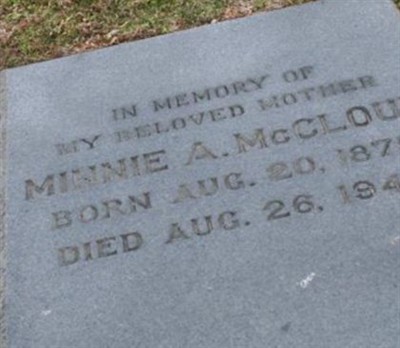 IN MEMORY OF
MY BELOVED MOTHER
MINNIE A. McCLOU
BORN AUG. 20, 187
DIED AUG. 26, 194